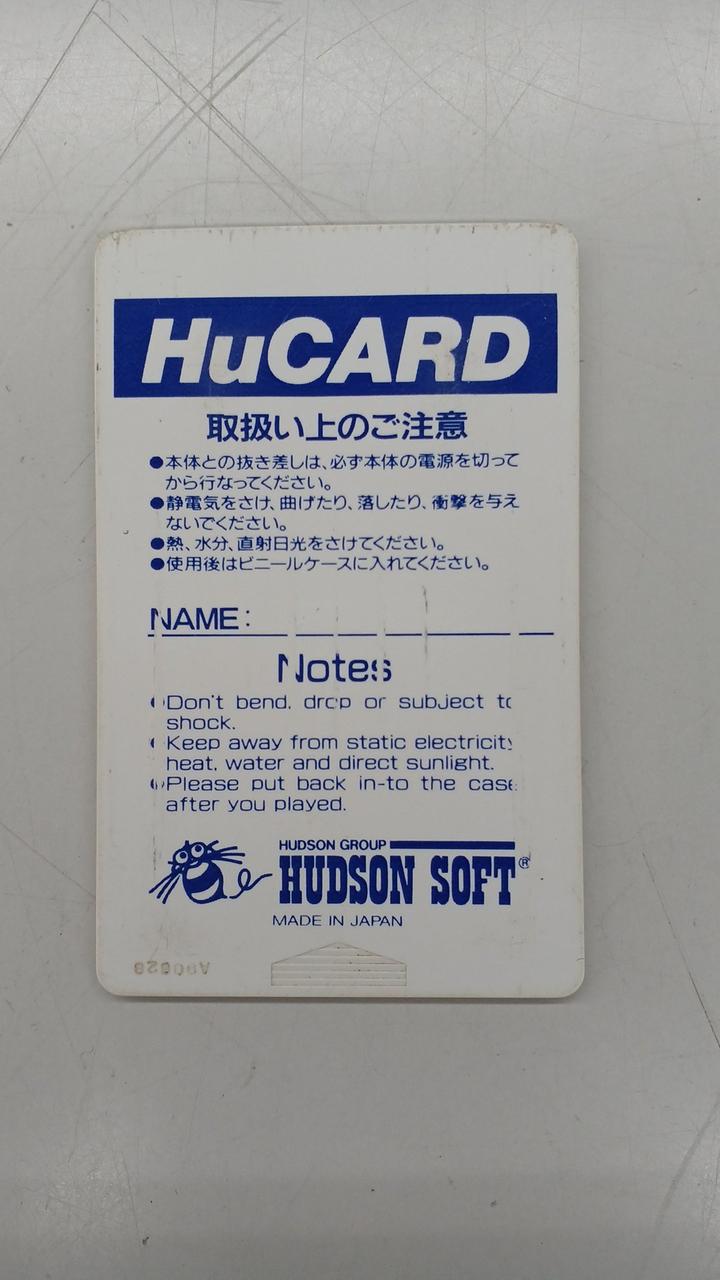 HuCARD
取扱い上のご注意
●本体との抜き差しは、必ず本体の電源を切って
から行なってください。
●静電気をさけ、曲げたり、落したり、衝撃を与え
ないでください。
●熱、水分、直射日光をさけてください。
●使用後はビニールケースに入れてください。
NAME:
Notes
●Don't bend, drop or subject to
shock.
●Keep away from static electricity
heat, water and direct sunlight.
●Please put back in-to the case
after you played.
HUDSON GROUP
HUDSON SOFT®
MADE IN JAPAN